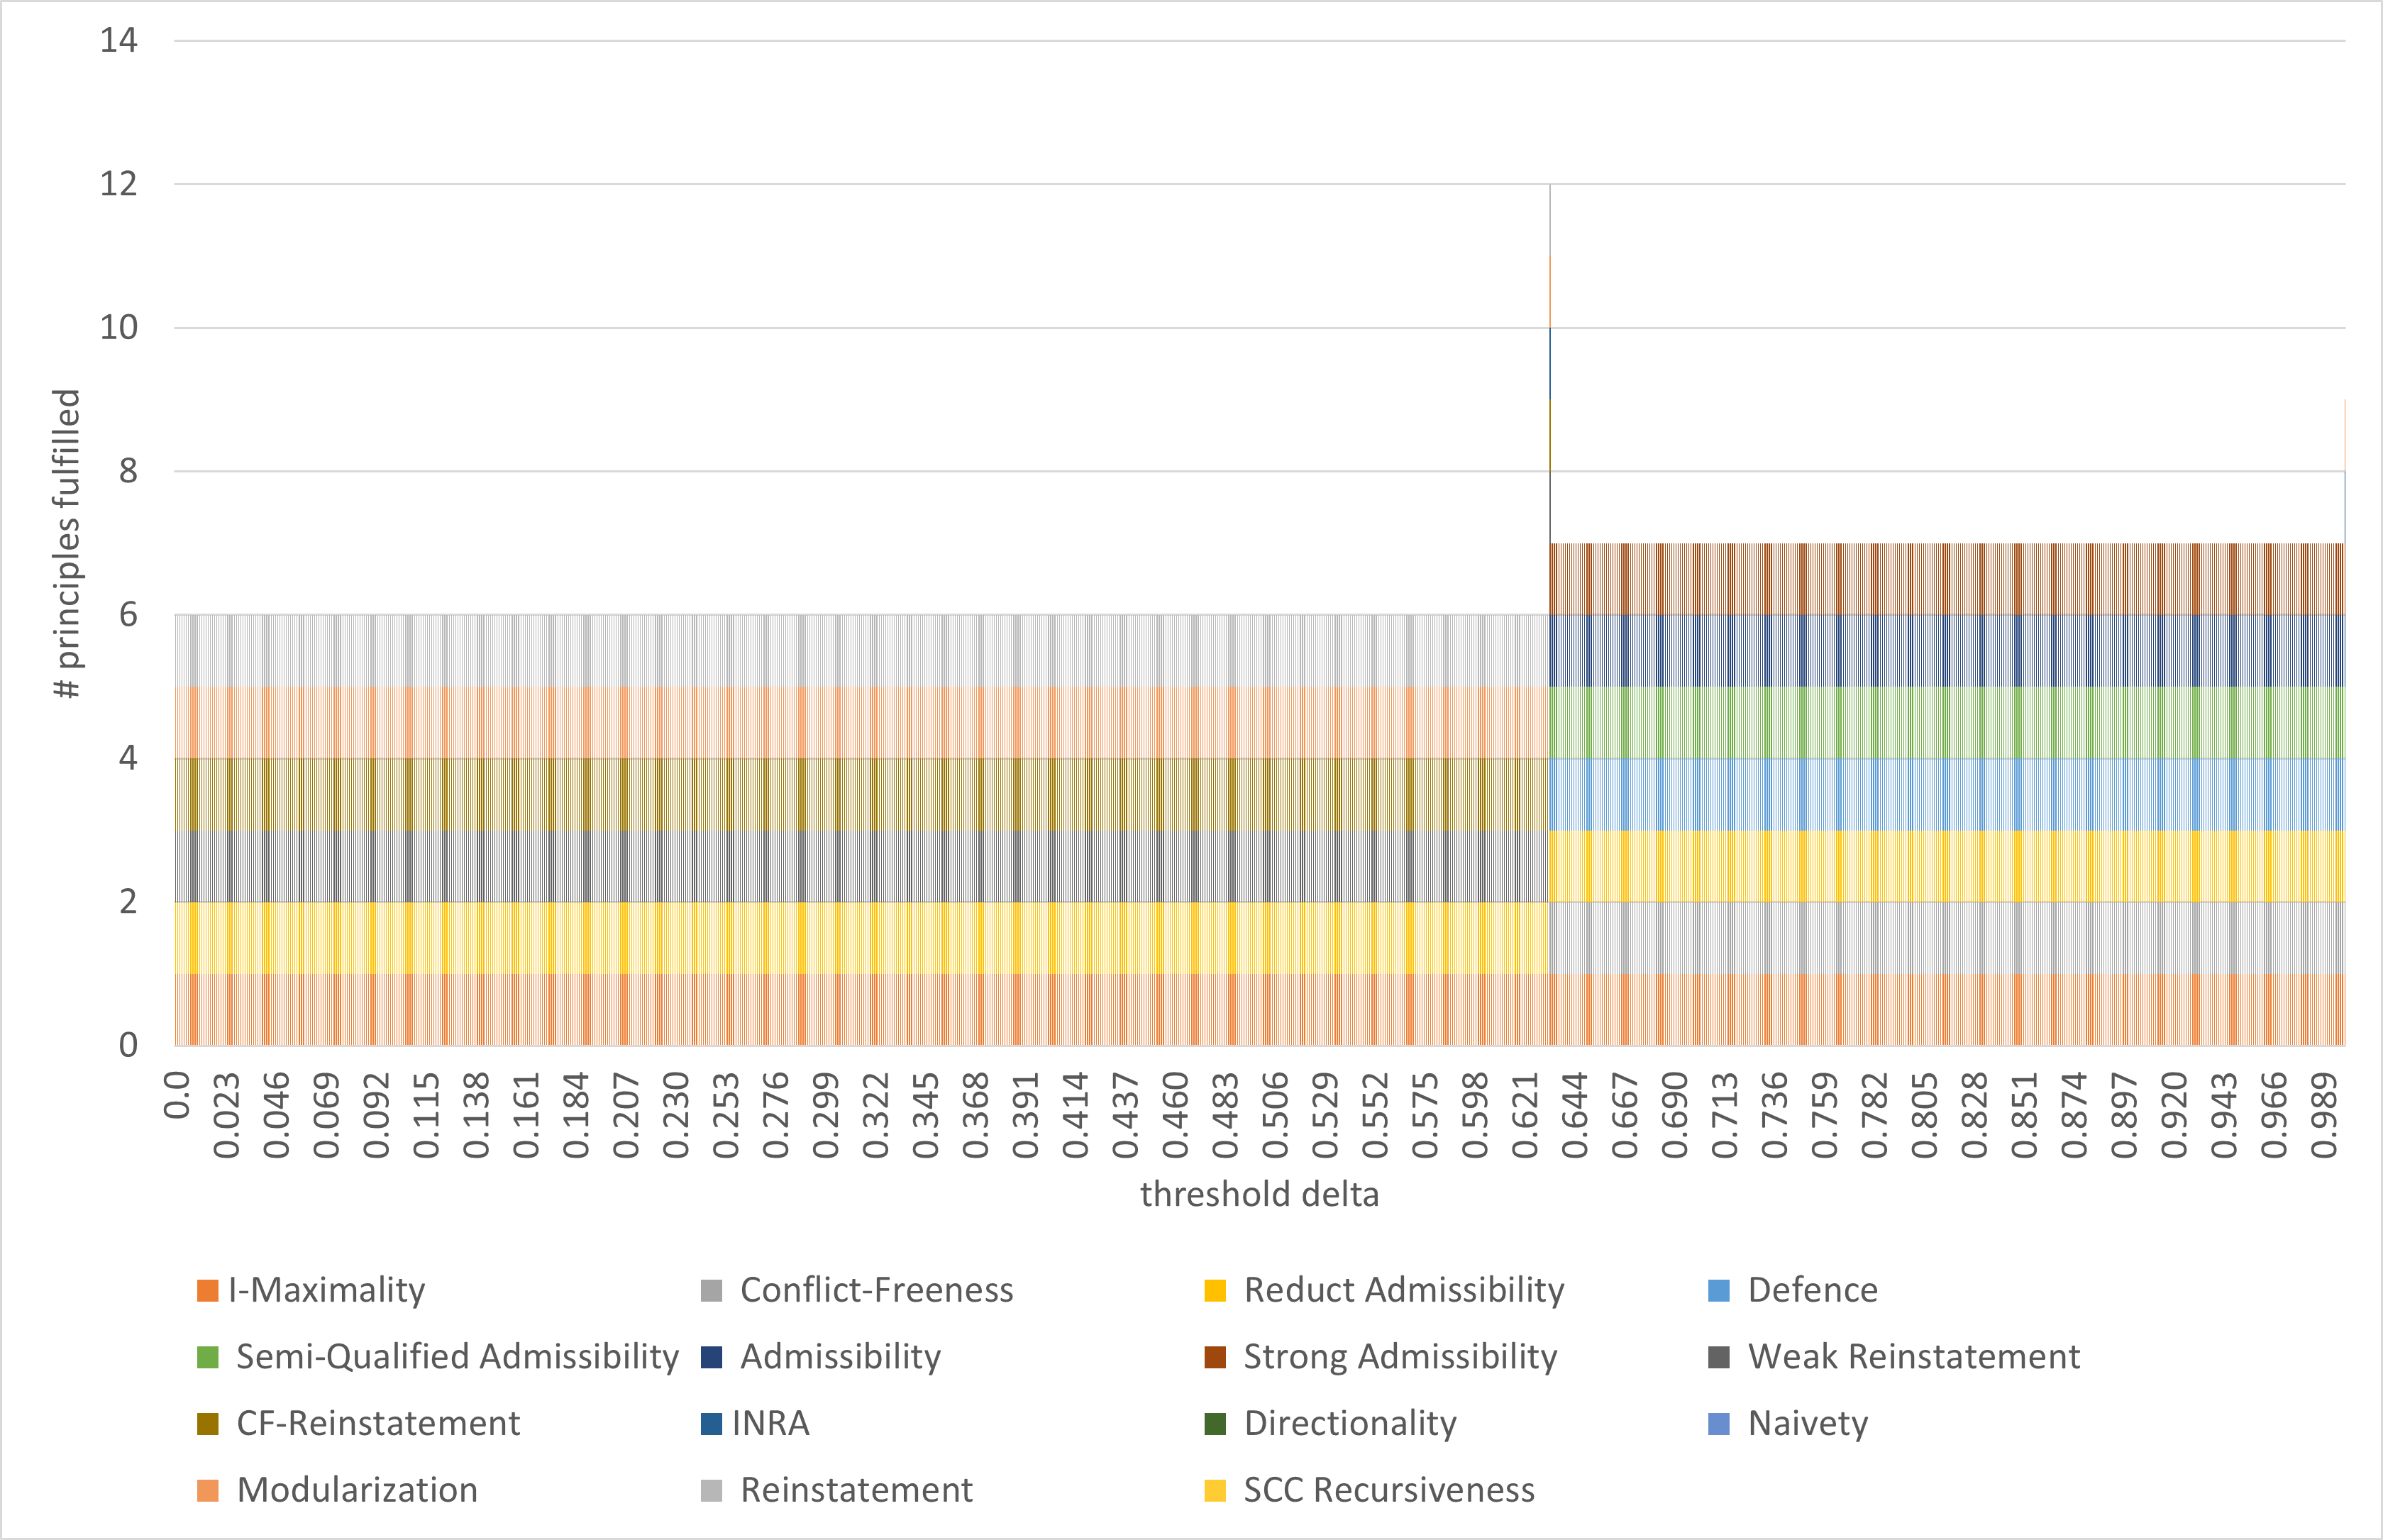 14
12
10
8
6
4
2
0
# principles fulfilled
0.0 0.023 0.046 0.069 0.092 0.115 0.138 0.161 0.184 0.207 0.230 0.253 0.276 0.299 0.322 0.345 0.368 0.391 0.414 0.437 0.460 0.483 0.506 0.529 0.552 0.575 0.598 0.621 0.644 0.667 0.690 0.713 0.736 0.759 0.782 0.805 0.828 0.851 0.874 0.897 0.920 0.943 0.966 0.989
threshold delta
I-Maximality Conflict-Freeness Reduct Admissibility Defence
Semi-Qualified Admissibility Admissibility Strong Admissibility Weak Reinstatement
CF-Reinstatement INRA Directionality Naivety
Modularization Reinstatement SCC Recursiveness